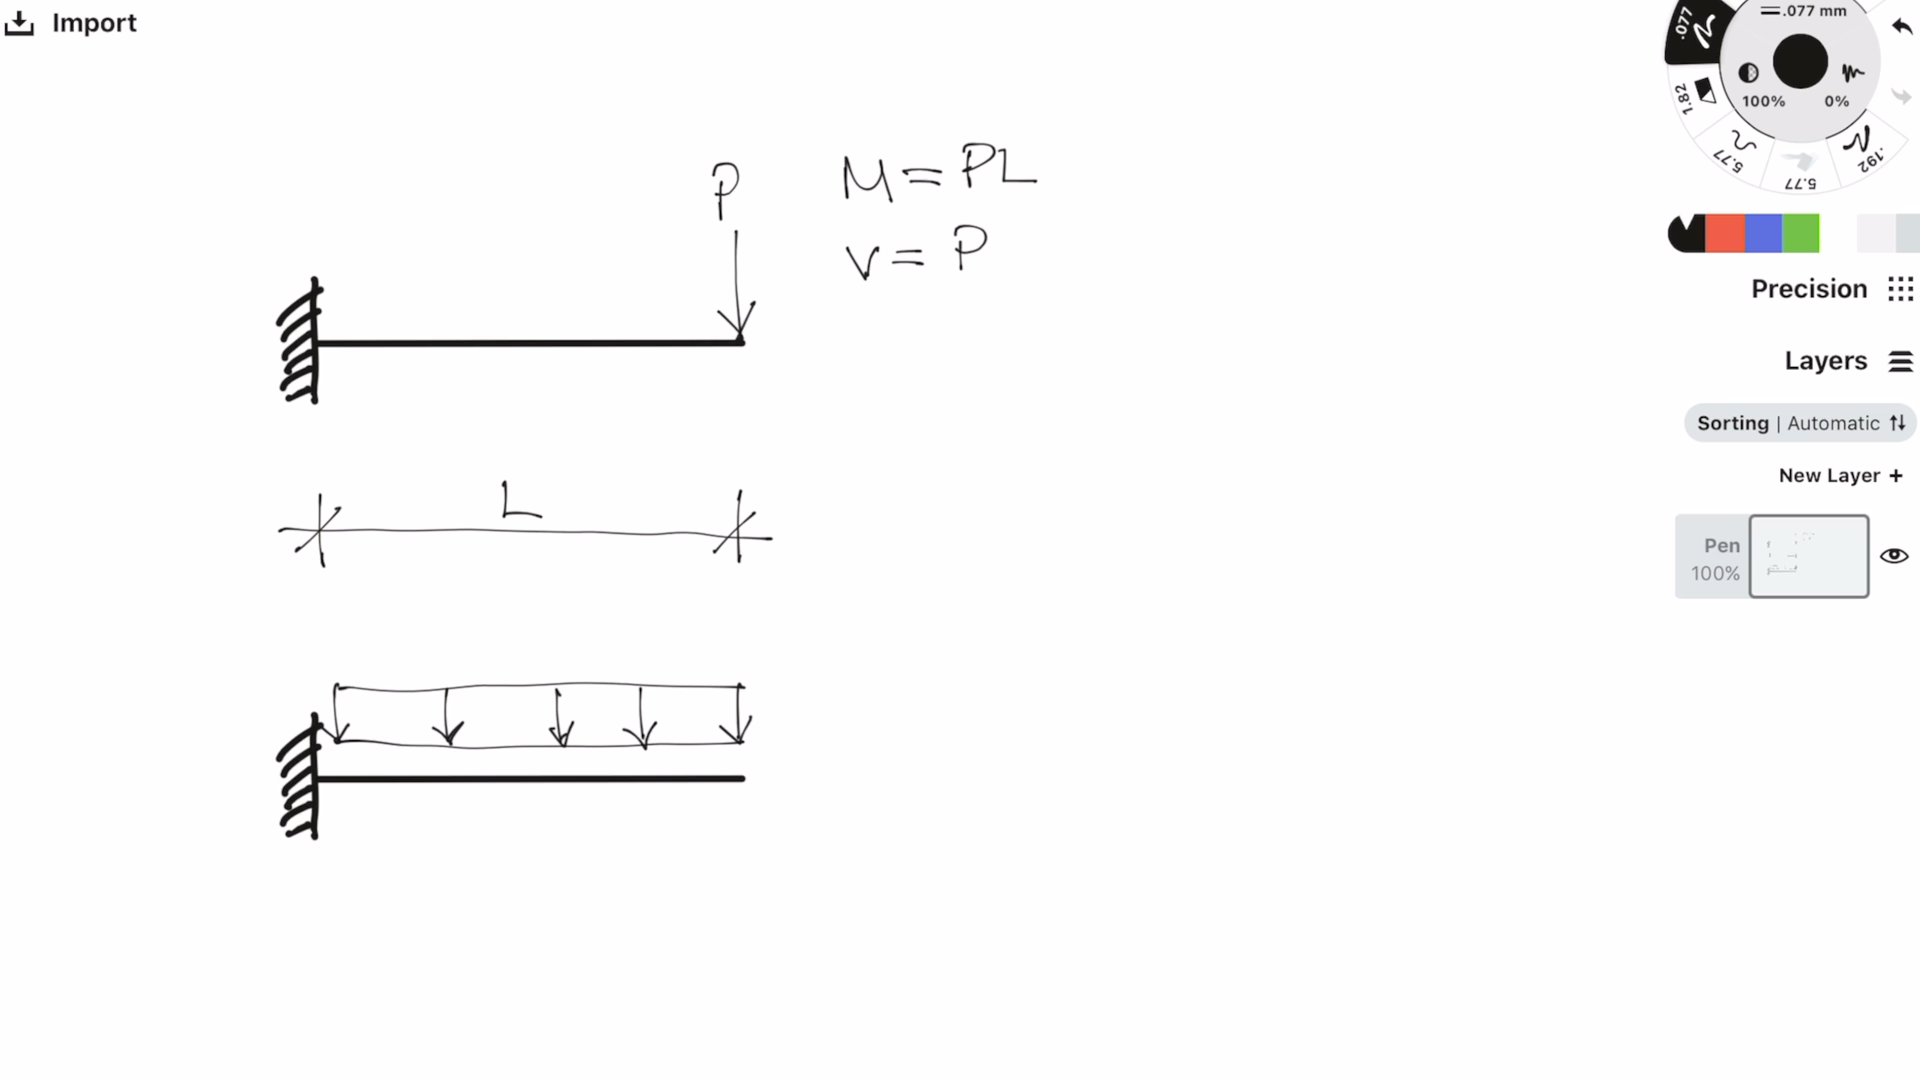 Import
.077 mm
.077
100%
0%
1.82
5.77
5.77
.192
P
M = PL
V = P
Precision
Layers
Sorting | Automatic
New Layer +
L
Pen
100%